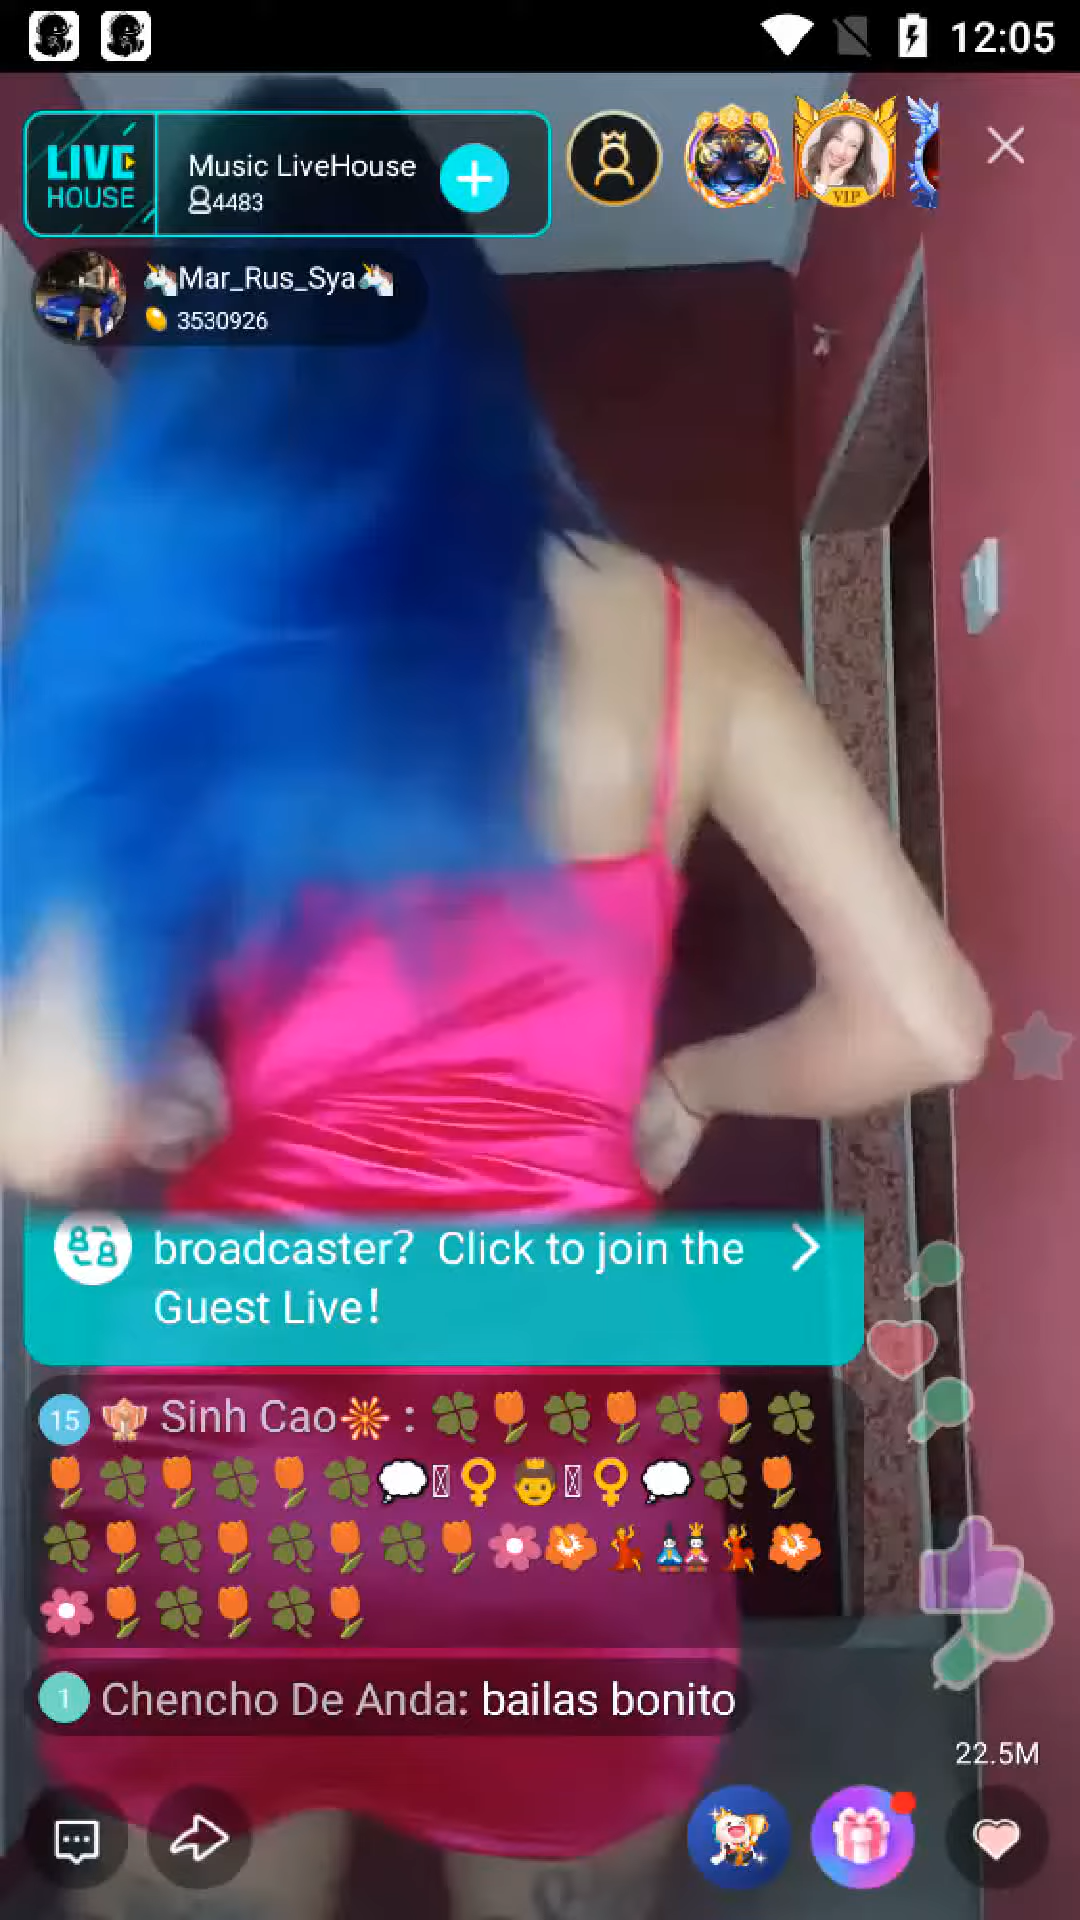 12:05
LIVE
HOUSE
Music LiveHouse
4483
VIP
🦄Mar_Rus_Sya🦄
3530926
broadcaster? Click to join the
Guest Live!
15 Sinh Cao : 🍀🌷🍀🌷🍀🌷🍀
🌷🍀🌷🍀🌷🍀💭♀🤴♀💭🍀🌷
🍀🌷🍀🌷🍀🌷🍀🌷🌸🌺💃🎎💃🌺
🌸🌷🍀🌷🍀🌷
1 Chencho De Anda: bailas bonito
22.5M